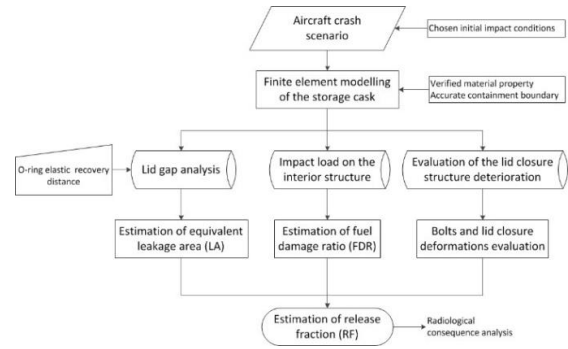 Aircraft crash
scenario
Chosen initial impact conditions
Finite element modelling
of the storage cask
Verified material property
Accurate containment boundary
O-ring elastic recovery
distance
Lid gap analysis
Impact load on the
interior structure
Evaluation of the lid closure
structure deterioration
Estimation of equivalent
leakage area (LA)
Estimation of fuel
damage ratio (FDR)
Bolts and lid closure
deformations evaluation
Estimation of release
fraction (RF)
Radiological
consequence analysis